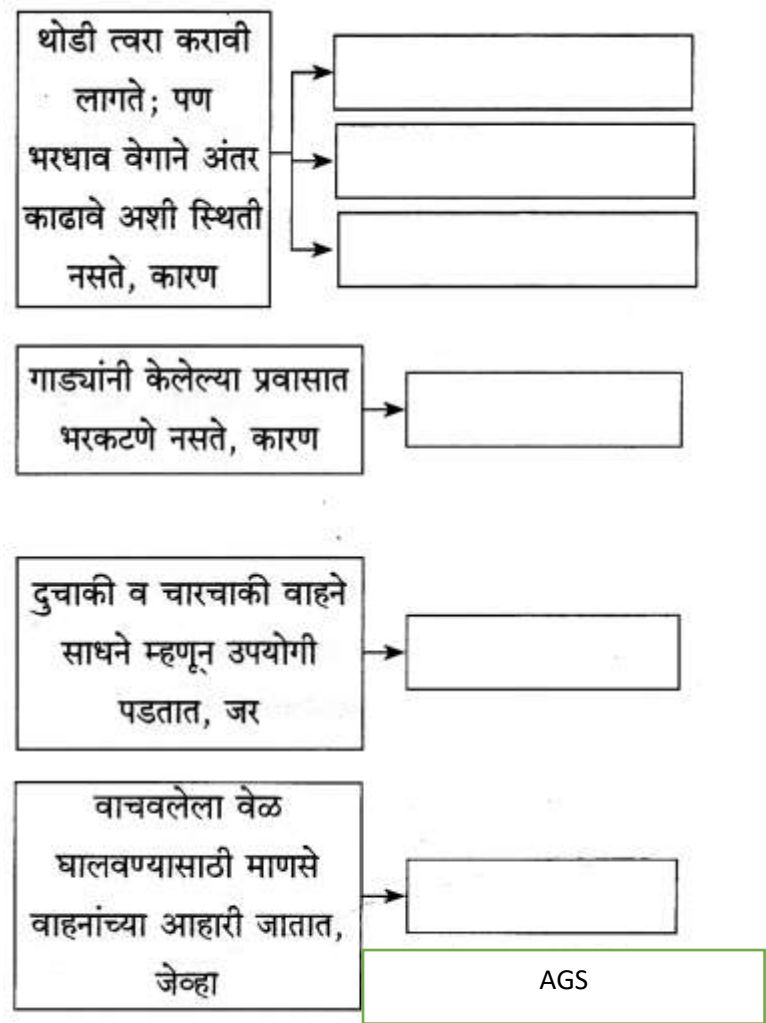 थोडी त्वरा करावी
लागते; पण
भरधाव वेगाने अंतर
काढावे अशी स्थिती
नसते, कारण
गाड्यांनी केलेल्या प्रवासात
भरकटणे नसते, कारण
दुचाकी व चारचाकी वाहने
साधने म्हणून उपयोगी
पडतात, जर
वाचवलेला वेळ
घालवण्यासाठी माणसे
वाहनांच्या आहारी जातात,
जेव्हा
AGS